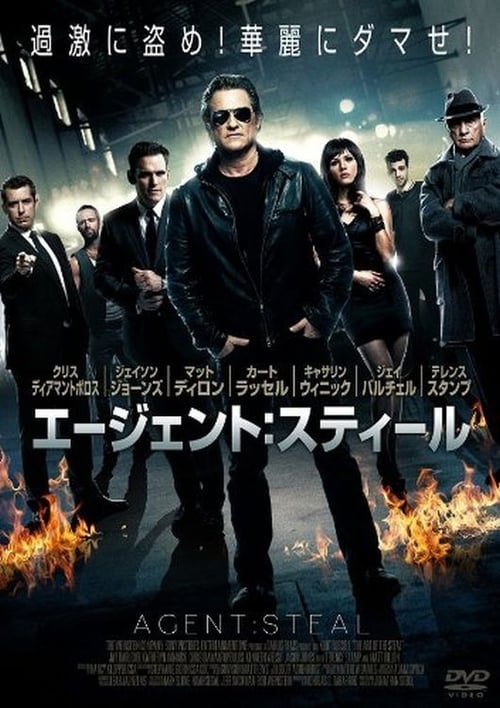 過激に盗め！華麗にダマせ！
クリス ディアマントポロス
ジェイソン ジョーンズ
マット ディロン
カート ラッセル
キャサリン ウィニック
ジェイ バルチェル
テレンス スタンプ
エージェント：スティール
AGENT:STEAL
DVD
VIDEO